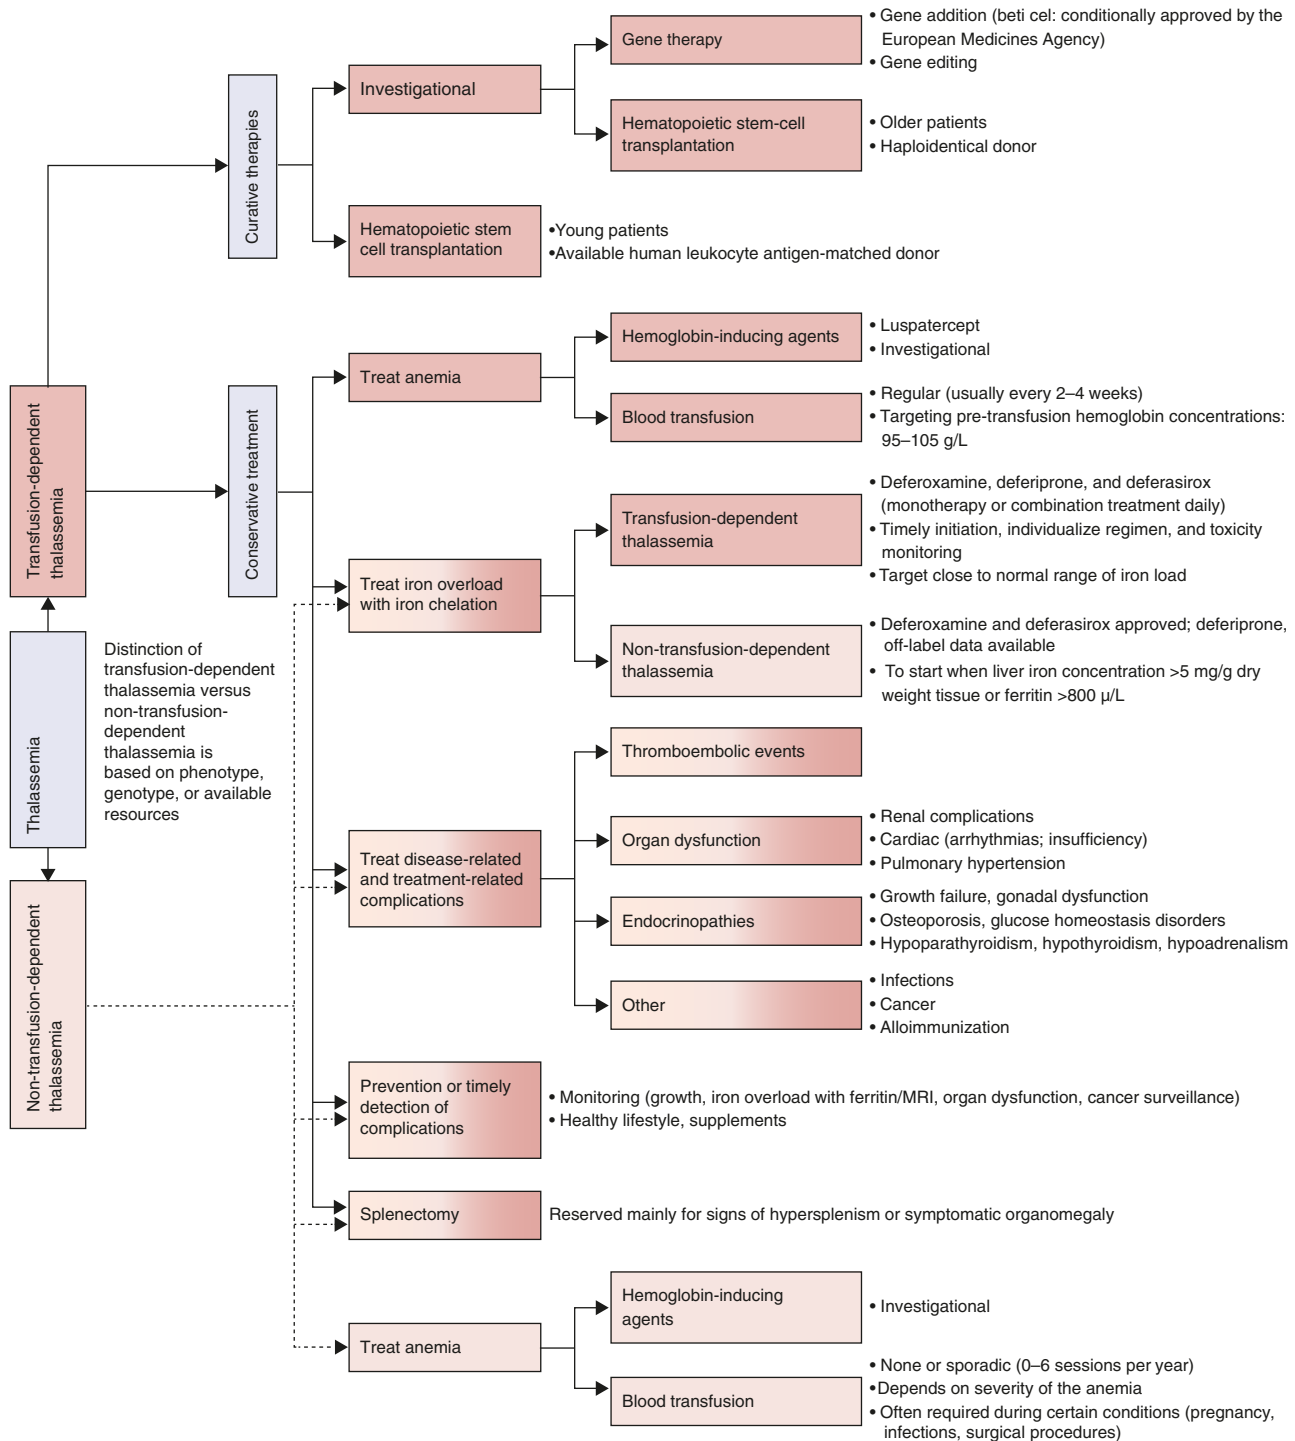 • Gene addition (beti cel: conditionally approved by the
European Medicines Agency)
• Gene editing
Gene therapy
Investigational
Hematopoietic stem-cell
transplantation
• Older patients
• Haploidentical donor
Curative therapies
Hematopoietic stem
cell transplantation
•Young patients
•Available human leukocyte antigen-matched donor
Hemoglobin-inducing agents
• Luspatercept
• Investigational
Treat anemia
Blood transfusion
• Regular (usually every 2–4 weeks)
• Targeting pre-transfusion hemoglobin concentrations:
95–105 g/L
Transfusion-dependent
thalassemia
Conservative treatment
Transfusion-dependent
thalassemia
• Deferoxamine, deferiprone, and deferasirox
(monotherapy or combination treatment daily)
• Timely initiation, individualize regimen, and toxicity
monitoring
• Target close to normal range of iron load
Treat iron overload
with iron chelation
Non-transfusion-dependent
thalassemia
• Deferoxamine and deferasirox approved; deferiprone,
off-label data available
• To start when liver iron concentration >5 mg/g dry
weight tissue or ferritin >800 µ/L
Thalassemia
Distinction of
transfusion-dependent
thalassemia versus
non-transfusion-
dependent
thalassemia is
based on phenotype,
genotype, or available
resources
Thromboembolic events
Organ dysfunction
• Renal complications
• Cardiac (arrhythmias; insufficiency)
• Pulmonary hypertension
Treat disease-related
and treatment-related
complications
Endocrinopathies
• Growth failure, gonadal dysfunction
• Osteoporosis, glucose homeostasis disorders
• Hypoparathyroidism, hypothyroidism, hypoadrenalism
Other
• Infections
• Cancer
• Alloimmunization
Non-transfusion-dependent
thalassemia
Prevention or timely
detection of
complications
• Monitoring (growth, iron overload with ferritin/MRI, organ dysfunction, cancer surveillance)
• Healthy lifestyle, supplements
Splenectomy
Reserved mainly for signs of hypersplenism or symptomatic organomegaly
Hemoglobin-inducing
agents
• Investigational
Treat anemia
Blood transfusion
• None or sporadic (0–6 sessions per year)
•Depends on severity of the anemia
• Often required during certain conditions (pregnancy,
infections, surgical procedures)